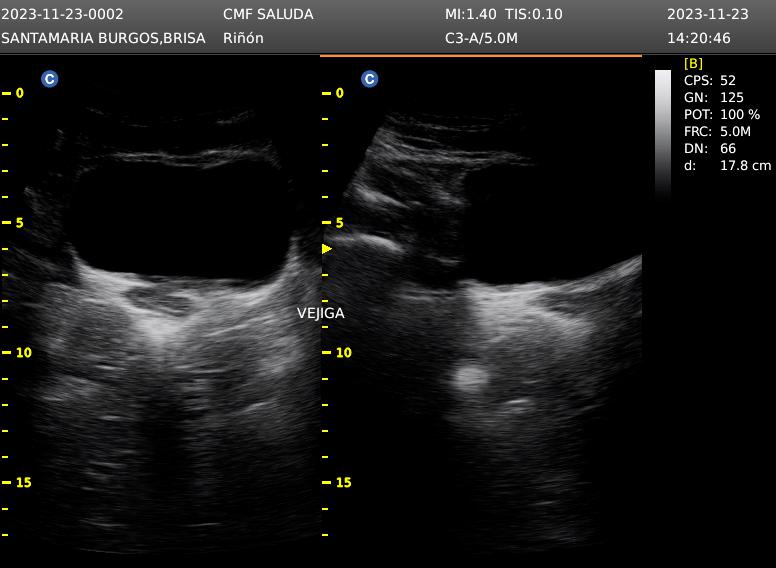 2023-11-23-0002 CMF SALUDA MI:1.40 TIS:0.10 2023-11-23
SANTAMARIA BURGOS,BRISA Riñón C3-A/5.0M 14:20:46
[B]
CPS: 52
GN: 125
POT: 100 %
FRC: 5.0M
DN: 66
d: 17.8 cm
C C
0 0
5 5
VEJIGA
10 10
15 15